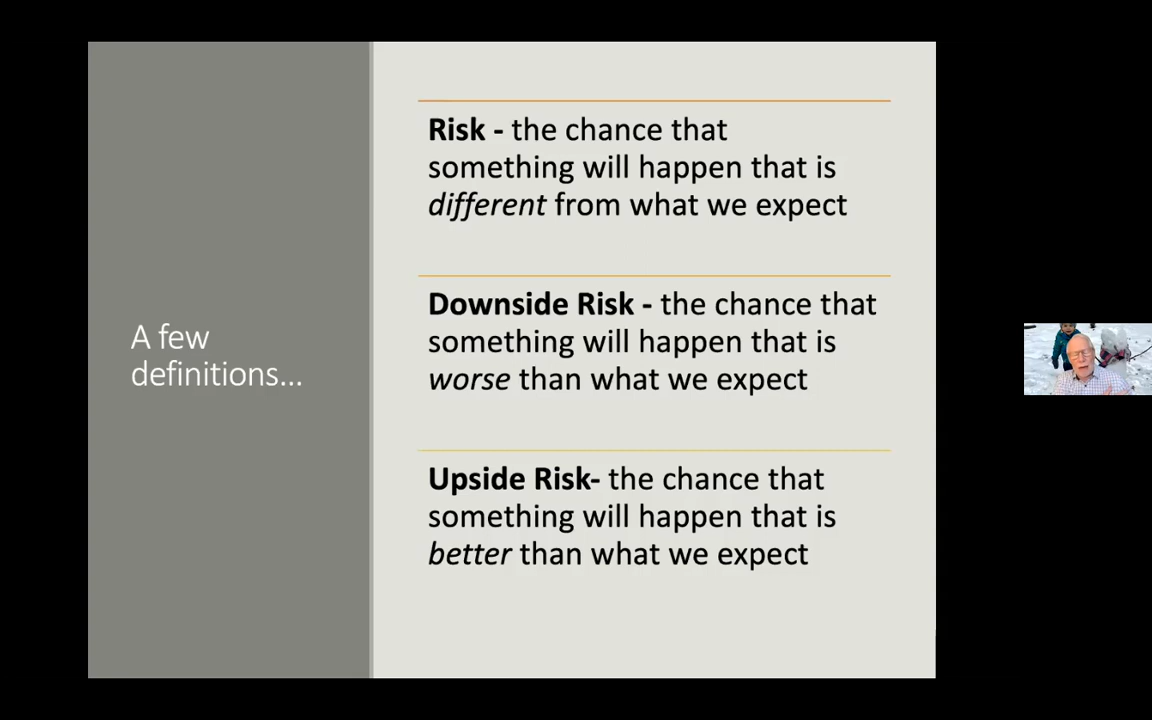 A few
definitions...
Risk - the chance that
something will happen that is
different from what we expect
Downside Risk - the chance that
something will happen that is
worse than what we expect
Upside Risk- the chance that
something will happen that is
better than what we expect